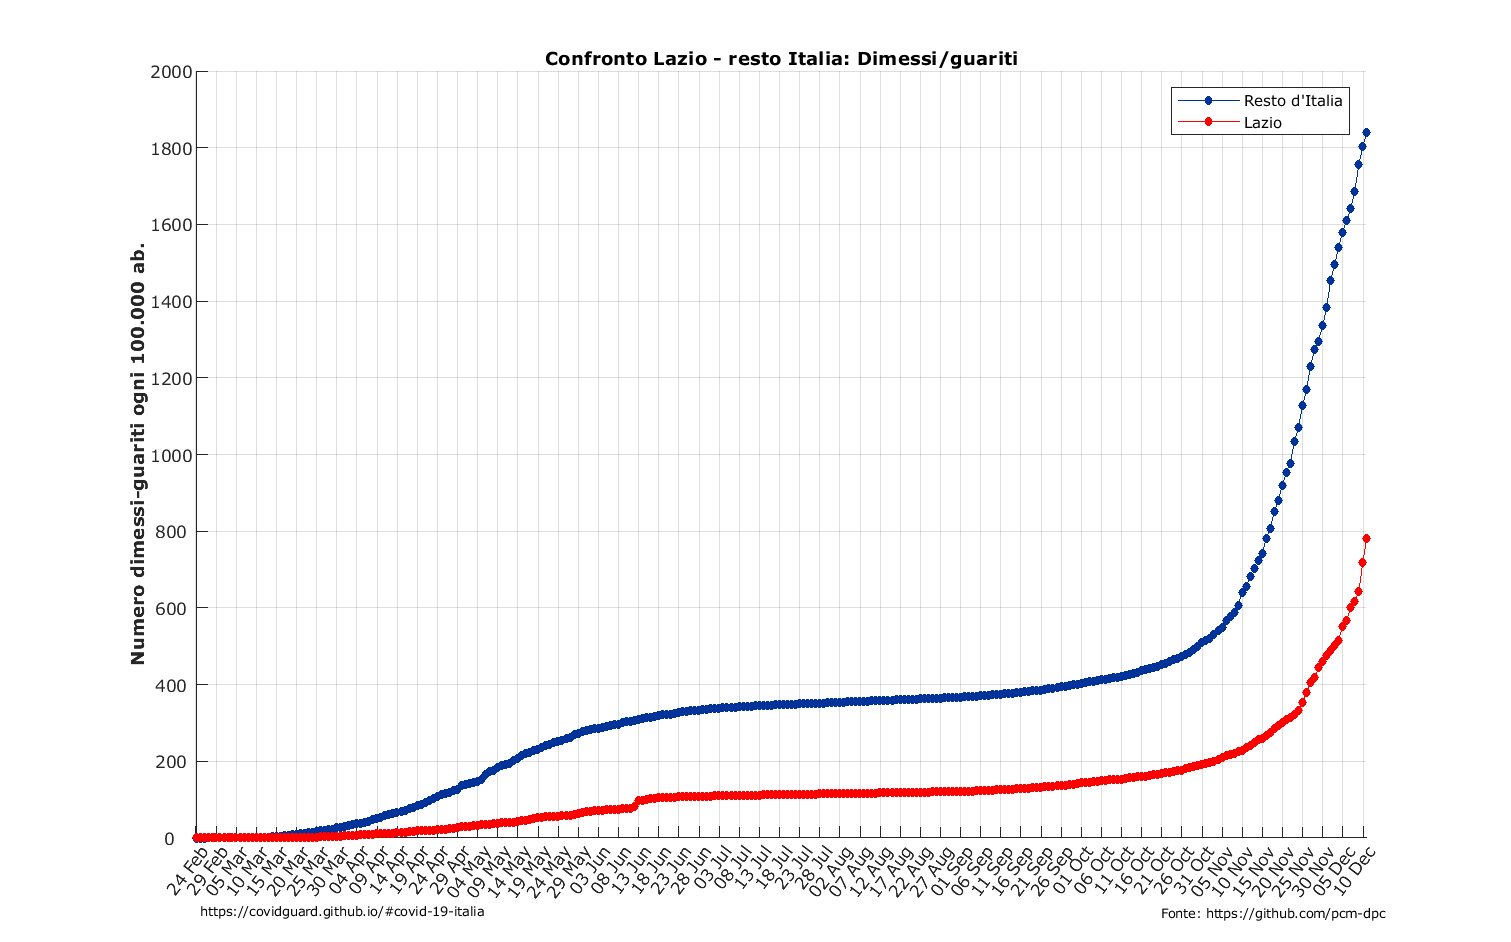 Confronto Lazio - resto Italia: Dimessi/guariti
Numero dimessi-guariti ogni 100.000 ab.
2000
1800
1600
1400
1200
1000
800
600
400
200
0
Resto d'Italia
Lazio
24 Feb
29 Feb
05 Mar
10 Mar
15 Mar
20 Mar
25 Mar
30 Mar
04 Apr
09 Apr
14 Apr
19 Apr
24 Apr
29 Apr
04 May
09 May
14 May
19 May
24 May
29 May
03 Jun
08 Jun
13 Jun
18 Jun
23 Jun
28 Jun
03 Jul
08 Jul
13 Jul
18 Jul
23 Jul
28 Jul
02 Aug
07 Aug
12 Aug
17 Aug
22 Aug
27 Aug
01 Sep
06 Sep
11 Sep
16 Sep
21 Sep
26 Sep
01 Oct
06 Oct
11 Oct
16 Oct
21 Oct
26 Oct
31 Oct
05 Nov
10 Nov
15 Nov
20 Nov
25 Nov
30 Nov
05 Dec
10 Dec
https://covidguard.github.io/#covid-19-italia
Fonte: https://github.com/pcm-dpc